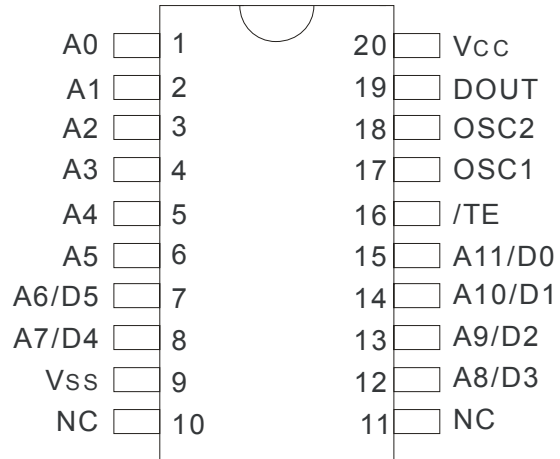 A0 1 20 Vcc
A1 2 19 DOUT
A2 3 18 OSC2
A3 4 17 OSC1
A4 5 16 /TE
A5 6 15 A11/D0
A6/D5 7 14 A10/D1
A7/D4 8 13 A9/D2
Vss 9 12 A8/D3
NC 10 11 NC